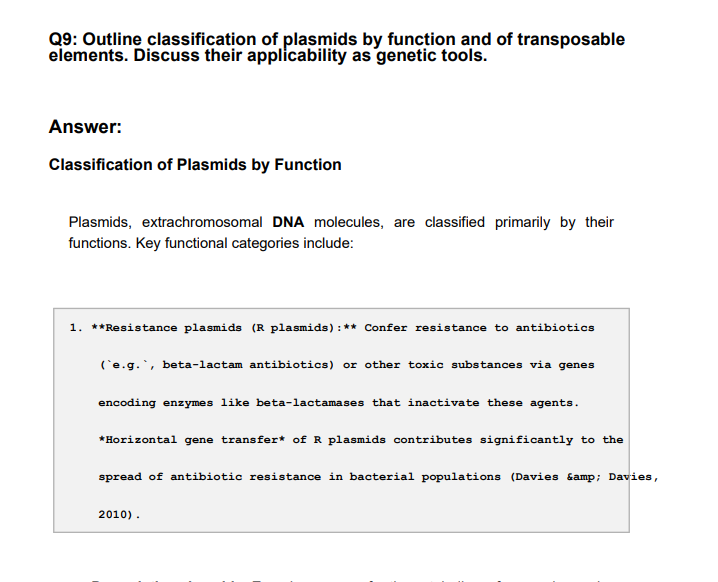 Q9: Outline classification of plasmids by function and of transposable
elements. Discuss their applicability as genetic tools.
Answer:
Classification of Plasmids by Function
Plasmids, extrachromosomal DNA molecules, are classified primarily by their
functions. Key functional categories include:
1. **Resistance plasmids (R plasmids):** Confer resistance to antibiotics
(`e.g.`, beta-lactam antibiotics) or other toxic substances via genes
encoding enzymes like beta-lactamases that inactivate these agents.
*Horizontal gene transfer* of R plasmids contributes significantly to the
spread of antibiotic resistance in bacterial populations (Davies &amp; Davies,
2010).